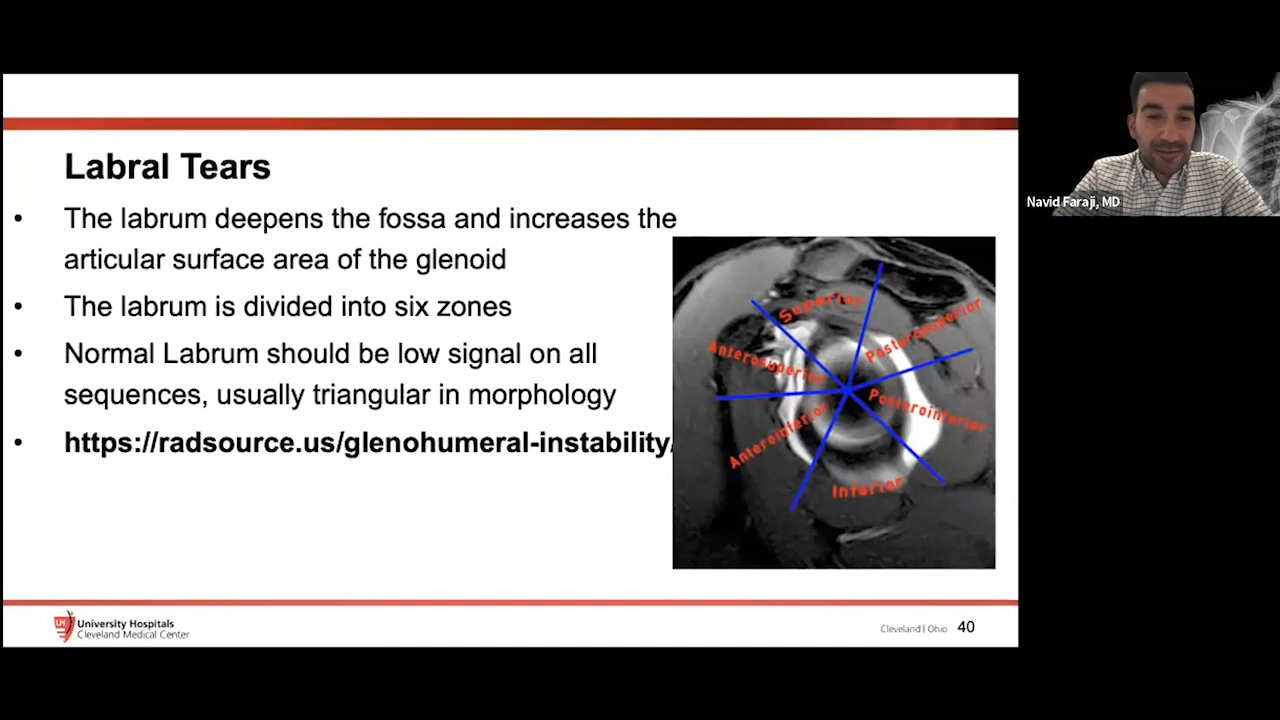 Labral Tears
• The labrum deepens the fossa and increases the
articular surface area of the glenoid
• The labrum is divided into six zones
• Normal Labrum should be low signal on all
sequences, usually triangular in morphology
• https://radsource.us/glenohumeral-instability/
Superior
Posterosuperior
Anterosuperior
Posteroinferior
Anteroinferior
Inferior
UH University Hospitals
Cleveland Medical Center
Cleveland | Ohio 40
Navid Faraji, MD